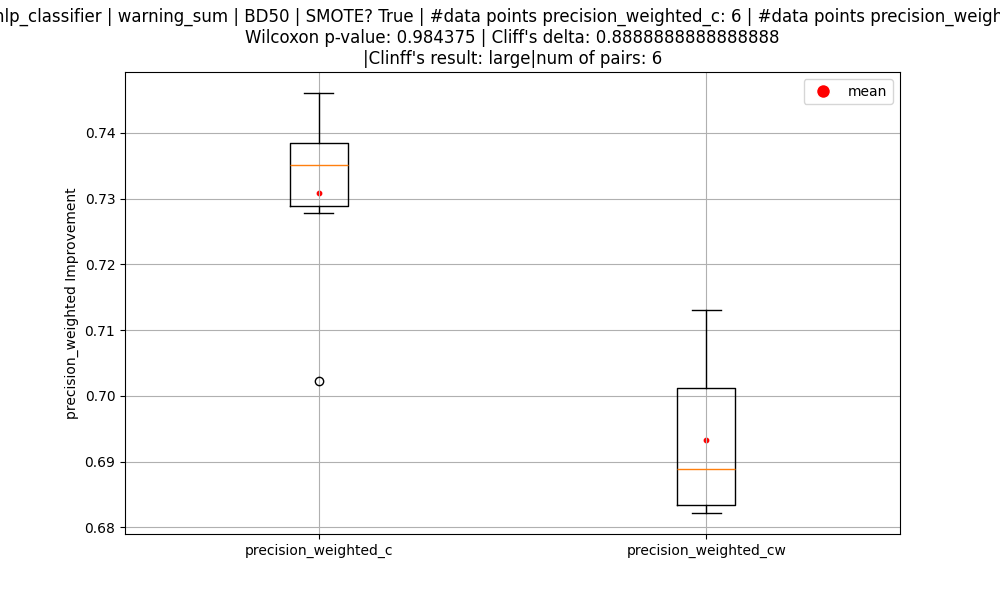 nlp_classifier | warning_sum | BD50 | SMOTE? True | #data points precision_weighted_c: 6 | #data points precision_weigh
Wilcoxon p-value: 0.984375 | Cliff's delta: 0.8888888888888888
|Clinff's result: large|num of pairs: 6
mean
0.74
0.73
0.72
0.71
0.70
0.69
0.68
precision_weighted Improvement
precision_weighted_c
precision_weighted_cw